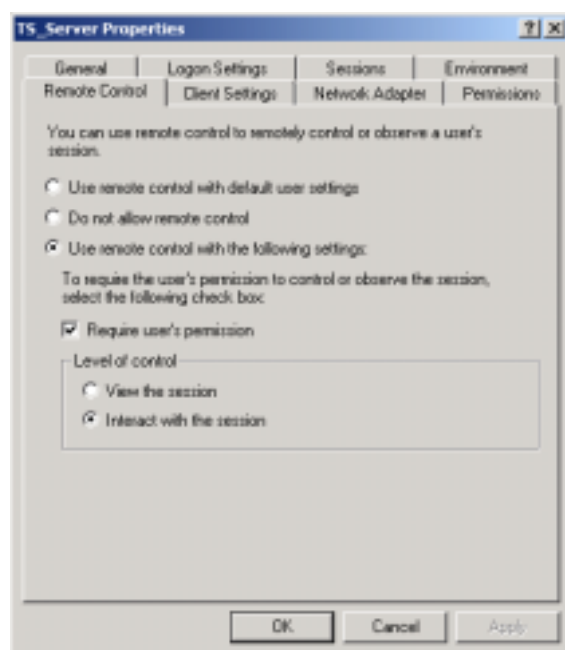 TS_Server Properties
General Logon Settings Sessions Environment
Remote Control Client Settings Network Adapter Permissions
You can use remote control to remotely control or observe a user's
session.
Use remote control with default user settings
Do not allow remote control
Use remote control with the following settings:
To require the user's permission to control or observe the session,
select the following check box:
Require user's permission
Level of control
View the session
Interact with the session
OK Cancel Apply